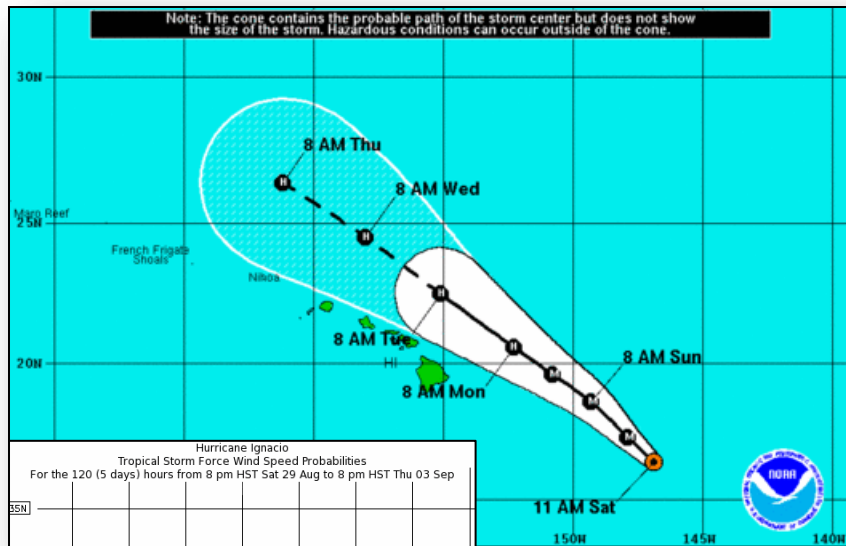 Note: The cone contains the probable path of the storm center but does not show
the size of the storm. Hazardous conditions can occur outside of the cone.
30N
8 AM Thu
8 AM Wed
25N
Maro Reef
French Frigate
Shoals
Nihoa
8 AM Tue
20N
HI
8 AM Sun
8 AM Mon
H
H
H
H
M
M
M
11 AM Sat
NOAA
150W
145W
140W
Hurricane Ignacio
Tropical Storm Force Wind Speed Probabilities
For the 120 (5 days) hours from 8 pm HST Sat 29 Aug to 8 pm HST Thu 03 Sep
35N